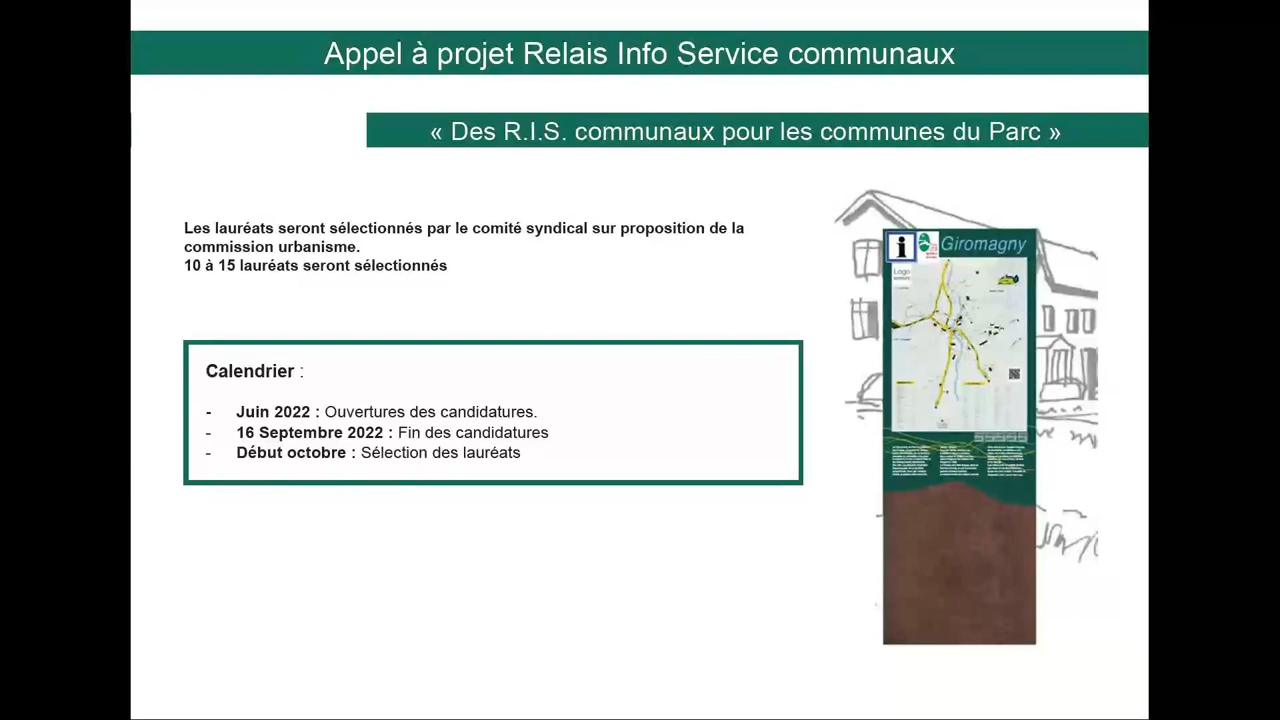 Appel à projet Relais Info Service communaux
« Des R.I.S. communaux pour les communes du Parc »
Les lauréats seront sélectionnés par le comité syndical sur proposition de la
commission urbanisme.
10 à 15 lauréats seront sélectionnés
Calendrier :
- Juin 2022 : Ouvertures des candidatures.
- 16 Septembre 2022 : Fin des candidatures
- Début octobre : Sélection des lauréats
i
Giromagny
Logo